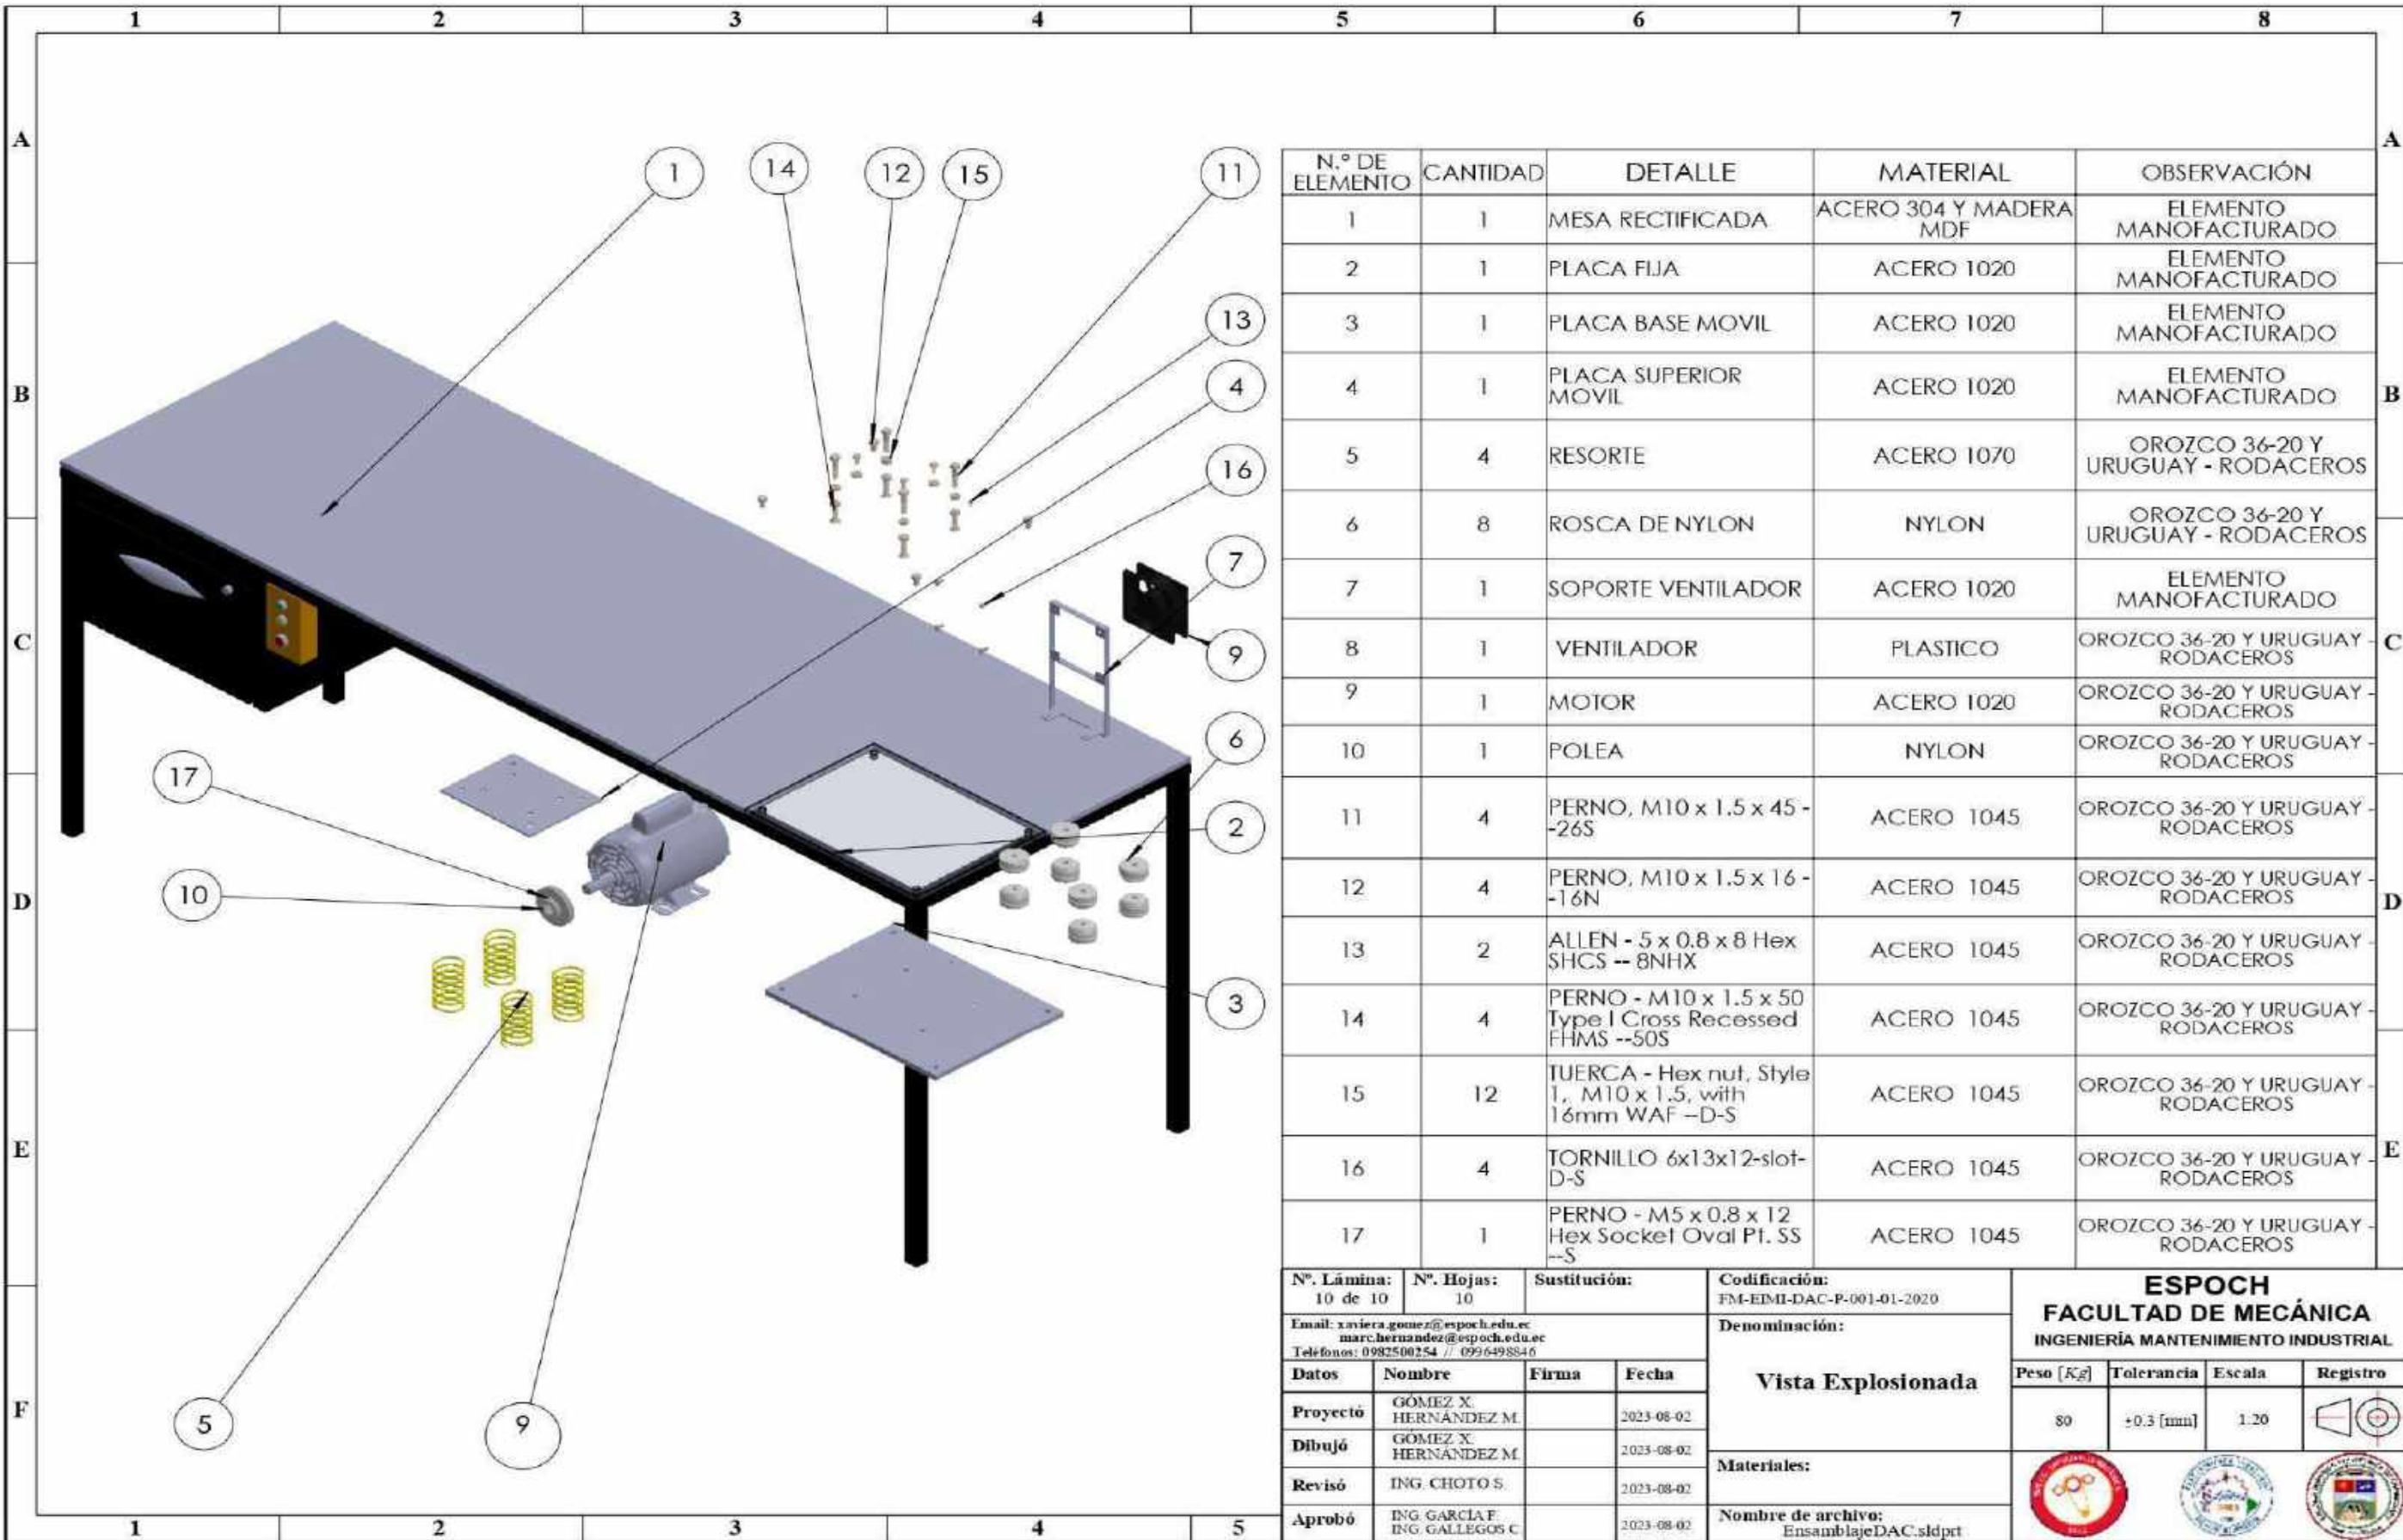 1 2 3 4 5 6 7 8
A
B
C
D
E
F
1
14
12
15
11
13
4
16
7
9
6
2
3
17
10
5
9
N.° DE ELEMENTO CANTIDAD DETALLE MATERIAL OBSERVACIÓN
1 1 MESA RECTIFICADA ACERO 304 Y MADERA MDF ELEMENTO MANOFACTURADO
2 1 PLACA FIJA ACERO 1020 ELEMENTO MANOFACTURADO
3 1 PLACA BASE MOVIL ACERO 1020 ELEMENTO MANOFACTURADO
4 1 PLACA SUPERIOR MOVIL ACERO 1020 ELEMENTO MANOFACTURADO
5 4 RESORTE ACERO 1070 OROZCO 36-20 Y URUGUAY - RODACEROS
6 8 ROSCA DE NYLON NYLON OROZCO 36-20 Y URUGUAY - RODACEROS
7 1 SOPORTE VENTILADOR ACERO 1020 ELEMENTO MANOFACTURADO
8 1 VENTILADOR PLASTICO OROZCO 36-20 Y URUGUAY - RODACEROS
9 1 MOTOR ACERO 1020 OROZCO 36-20 Y URUGUAY - RODACEROS
10 1 POLEA NYLON OROZCO 36-20 Y URUGUAY - RODACEROS
11 4 PERNO, M10 x 1.5 x 45 --26S ACERO 1045 OROZCO 36-20 Y URUGUAY - RODACEROS
12 4 PERNO, M10 x 1.5 x 16 --16N ACERO 1045 OROZCO 36-20 Y URUGUAY - RODACEROS
13 2 ALLEN - 5 x 0.8 x 8 Hex SHCS -- 8NHX ACERO 1045 OROZCO 36-20 Y URUGUAY - RODACEROS
14 4 PERNO - M10 x 1.5 x 50 Type I Cross Recessed FHMS --50S ACERO 1045 OROZCO 36-20 Y URUGUAY - RODACEROS
15 12 TUERCA - Hex nut, Style 1, M10 x 1.5, with 16mm WAF --D-S ACERO 1045 OROZCO 36-20 Y URUGUAY - RODACEROS
16 4 TORNILLO 6x13x12-slot-D-S ACERO 1045 OROZCO 36-20 Y URUGUAY - RODACEROS
17 1 PERNO - M5 x 0.8 x 12 Hex Socket Oval Pt. SS --S ACERO 1045 OROZCO 36-20 Y URUGUAY - RODACEROS
Nº. Lámina: 10 de 10
Nº. Hojas: 10
Sustitución:
Codificación: FM-EIMI-DAC-P-001-01-2020
ESPOCH
FACULTAD DE MECÁNICA
INGENIERÍA MANTENIMIENTO INDUSTRIAL
Email: xaviera.gomez@espoch.edu.ec
marc.hernandez@espoch.edu.ec
Teléfonos: 0982500254 // 0996498846
Denominación:
Vista Explosionada
Datos Nombre Firma Fecha
Proyectó GÓMEZ X. HERNÁNDEZ M. 2023-08-02
Dibujó GÓMEZ X. HERNÁNDEZ M. 2023-08-02
Revisó ING. CHOTO S. 2023-08-02
Aprobó ING. GARCÍA F. ING. GALLEGOS C. 2023-08-02
Peso [Kg] Tolerancia Escala Registro
80 ±0.3 [mm] 1:20
Materiales:
Nombre de archivo:
EnsamblajeDAC.sldprt
A
B
C
D
E
1 2 3 4 5